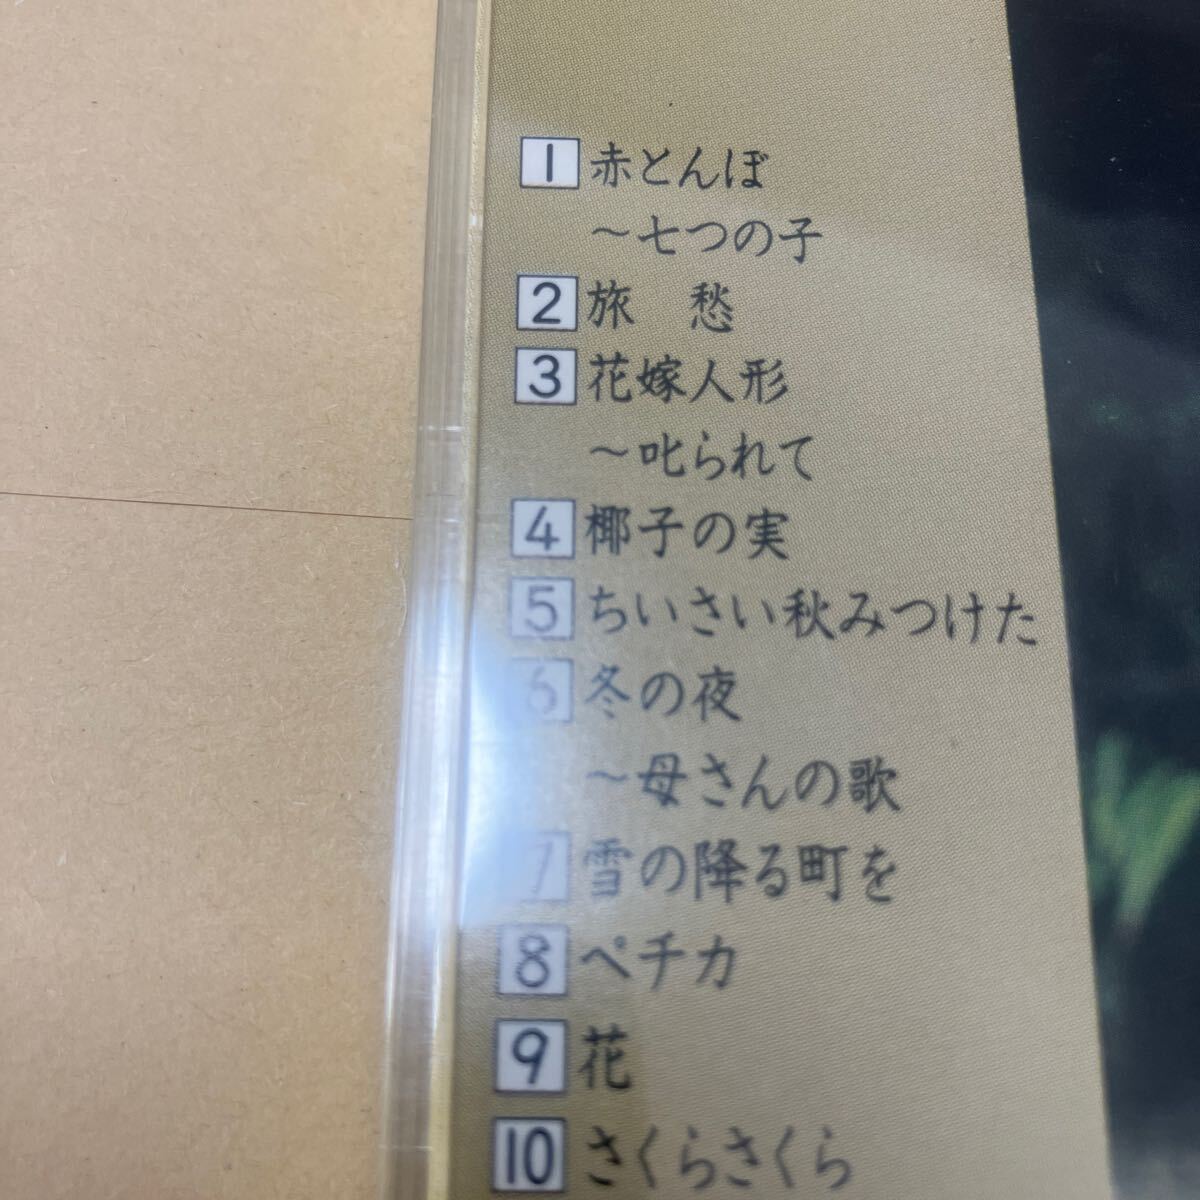 1 赤とんぼ
～七つの子
2 旅 愁
3 花嫁人形
～叱られて
4 椰子の実
5 ちいさい秋みつけた
6 冬の夜
～母さんの歌
7 雪の降る町を
8 ペチカ
9 花
10 さくらさくら